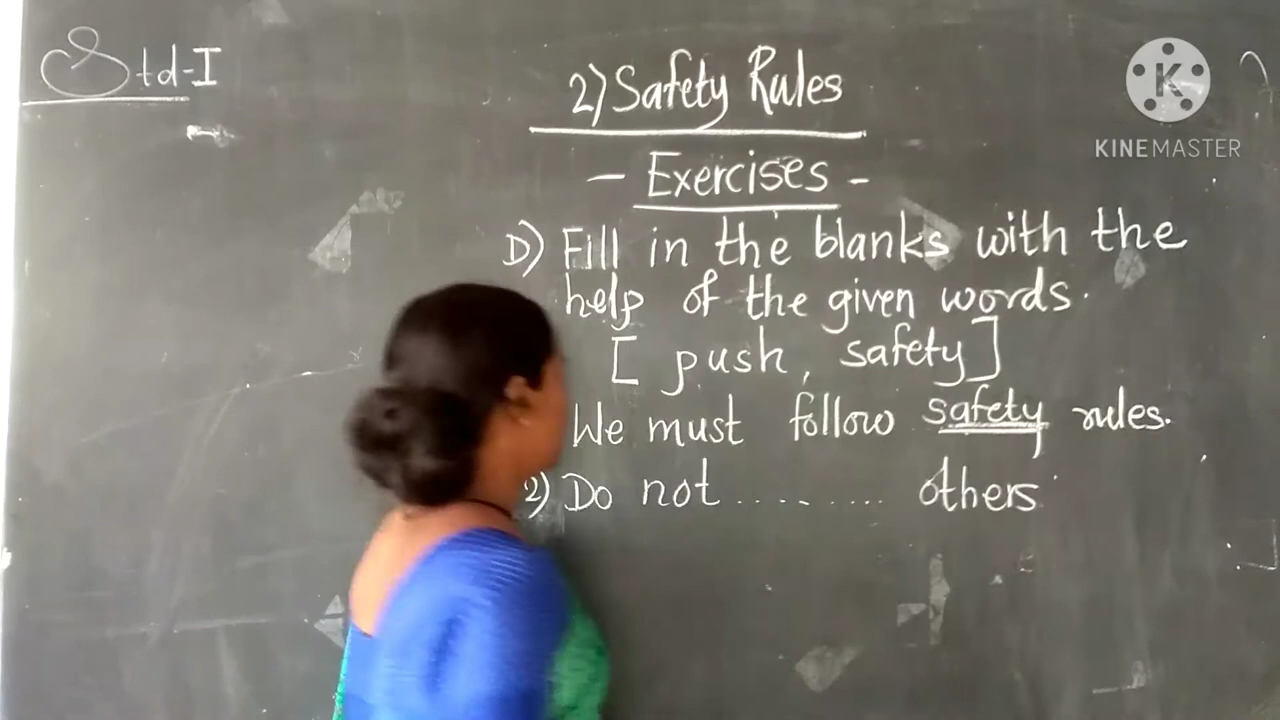 Std-I
2) Safety Rules
KINEMASTER
- Exercises -
D) Fill in the blanks with the
help of the given words.
[ push, safety ]
We must follow safety rules.
2) Do not ......... others